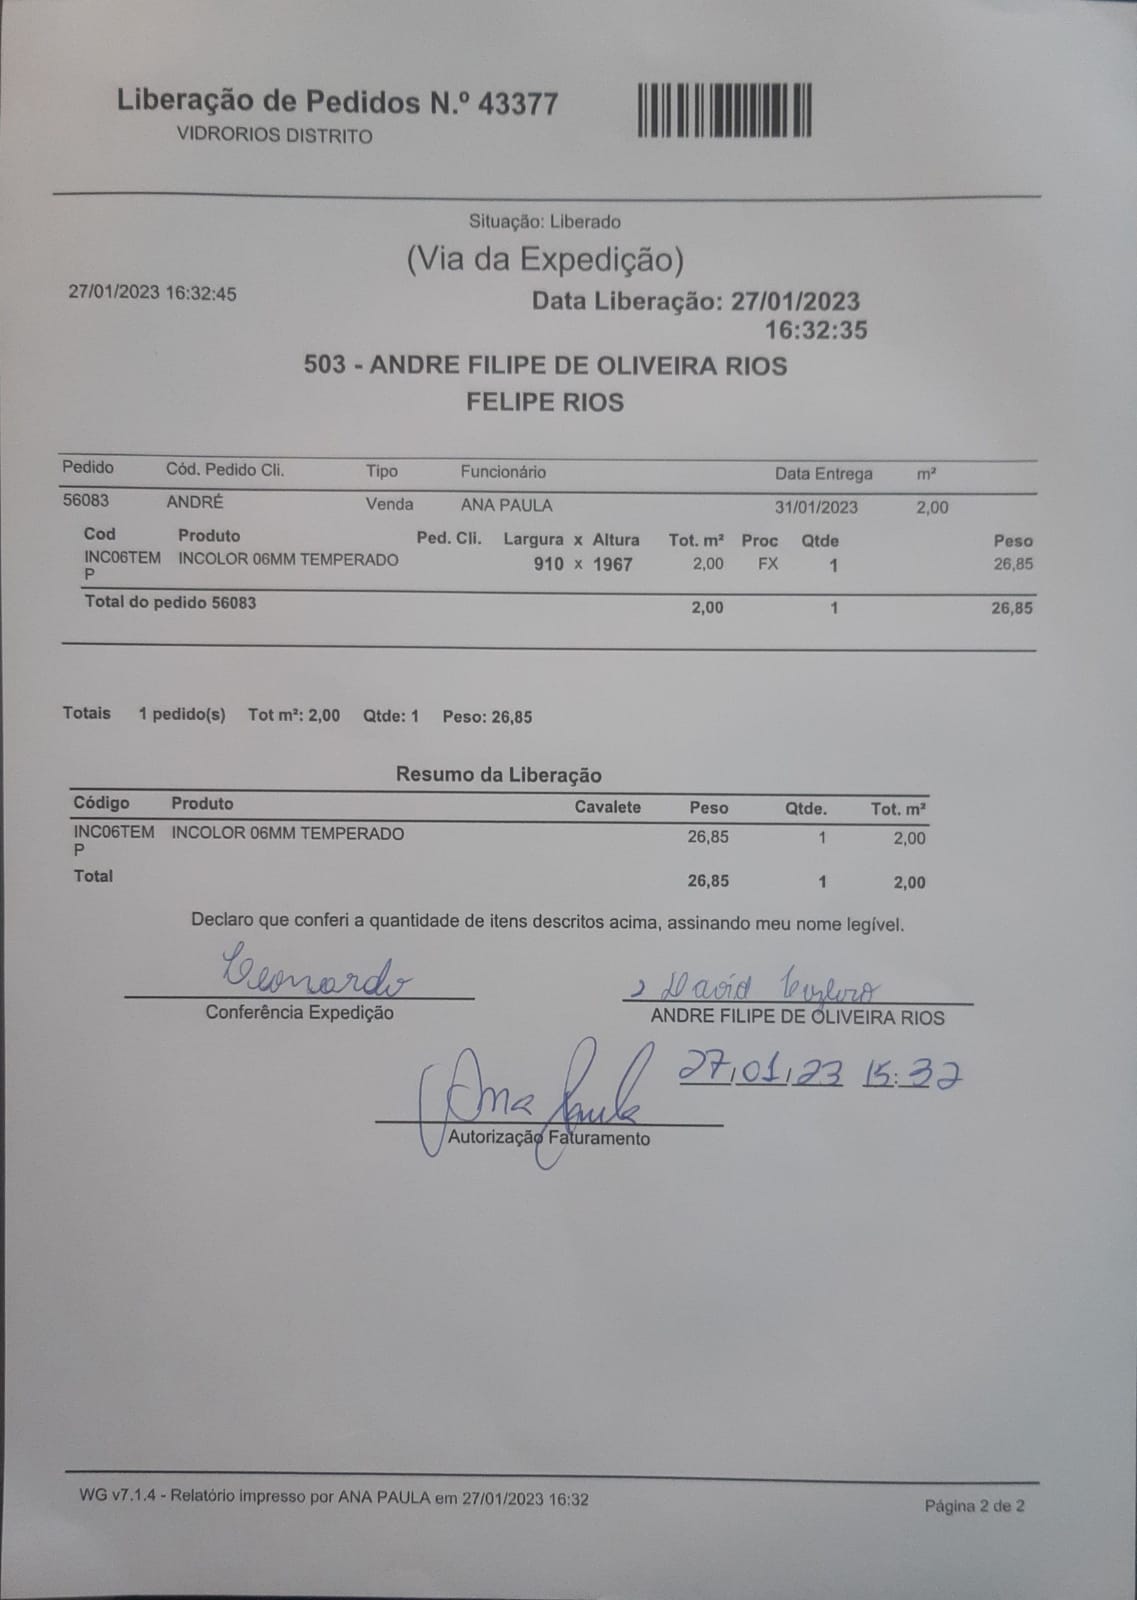 Liberação de Pedidos N.º 43377
VIDRORIOS DISTRITO
Situação: Liberado
(Via da Expedição)
27/01/2023 16:32:45
Data Liberação: 27/01/2023
16:32:35
503 - ANDRE FILIPE DE OLIVEIRA RIOS
FELIPE RIOS
Pedido Cód. Pedido Cli. Tipo Funcionário Data Entrega m²
56083 ANDRÉ Venda ANA PAULA 31/01/2023 2,00
Cod Produto Ped. Cli. Largura x Altura Tot. m² Proc Qtde Peso
INC06TEM INCOLOR 06MM TEMPERADO 910 x 1967 2,00 FX 1 26,85
P
Total do pedido 56083 2,00 1 26,85
Totais 1 pedido(s) Tot m²: 2,00 Qtde: 1 Peso: 26,85
Resumo da Liberação
Código Produto Cavalete Peso Qtde. Tot. m²
INC06TEM INCOLOR 06MM TEMPERADO 26,85 1 2,00
P
Total 26,85 1 2,00
Declaro que conferi a quantidade de itens descritos acima, assinando meu nome legível.
Leonardo David
Conferência Expedição ANDRE FILIPE DE OLIVEIRA RIOS
27/01/23 15:32
Ana Paula
Autorização Faturamento
WG v7.1.4 - Relatório impresso por ANA PAULA em 27/01/2023 16:32
Página 2 de 2